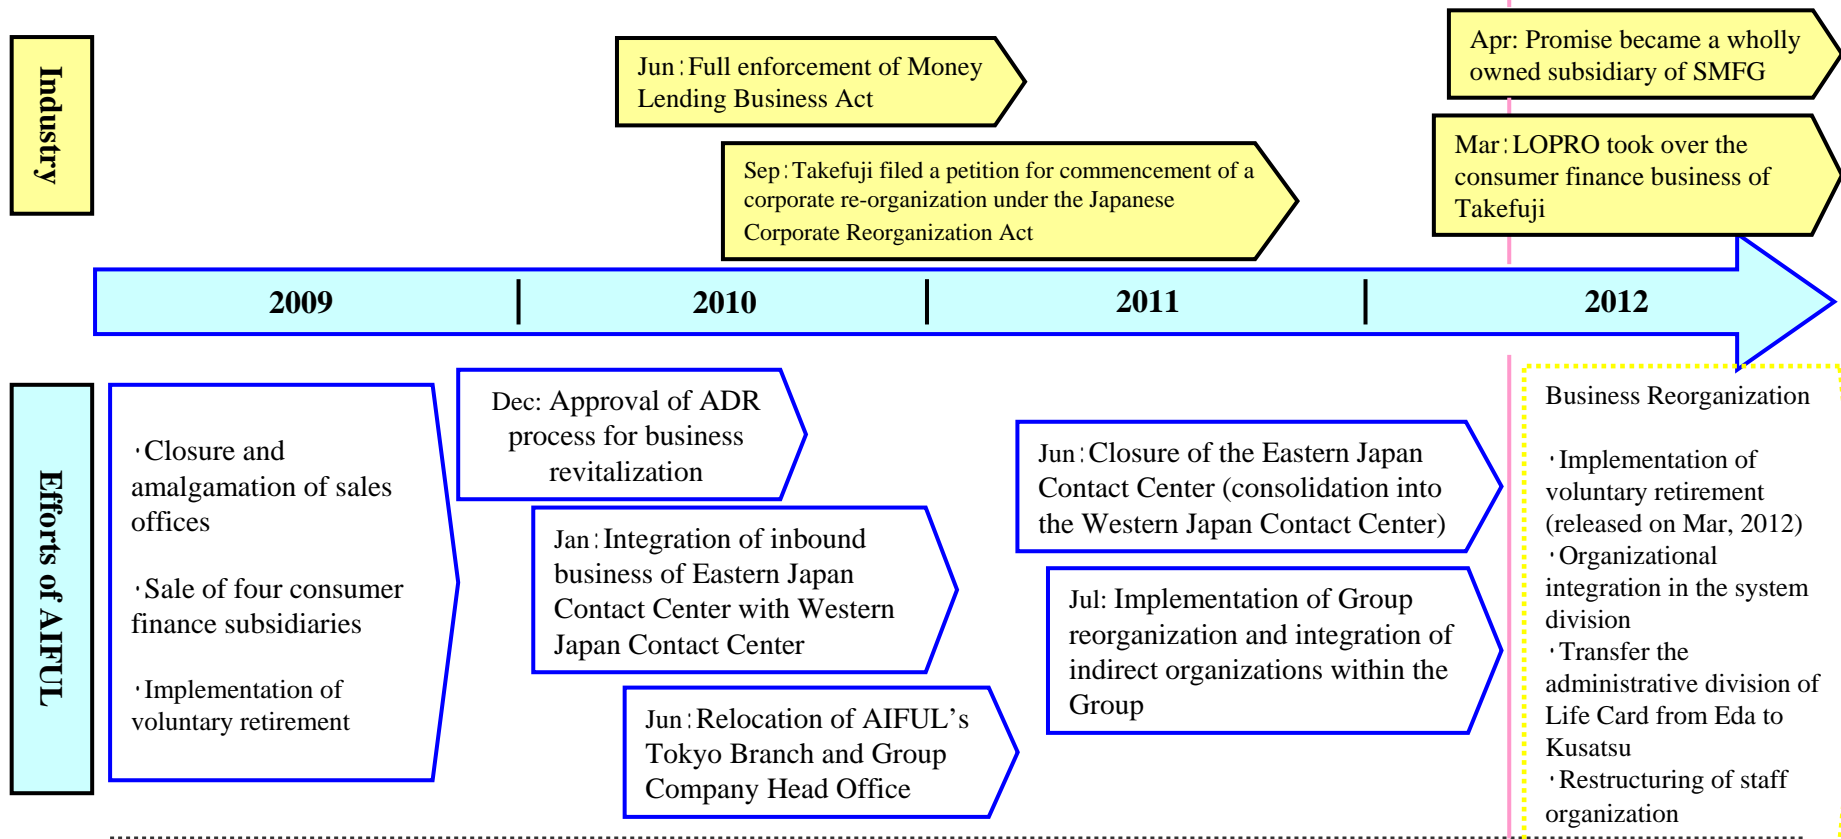 Industry
Jun:Full enforcement of Money
Lending Business Act
Sep:Takefuji filed a petition for commencement of a
corporate re-organization under the Japanese
Corporate Reorganization Act
Apr: Promise became a wholly
owned subsidiary of SMFG
Mar:LOPRO took over the
consumer finance business of
Takefuji
2009
2010
2011
2012
Efforts of AIFUL
·Closure and
amalgamation of sales
offices
·Sale of four consumer
finance subsidiaries
·Implementation of
voluntary retirement
Dec: Approval of ADR
process for business
revitalization
Jan:Integration of inbound
business of Eastern Japan
Contact Center with Western
Japan Contact Center
Jun:Relocation of AIFUL’s
Tokyo Branch and Group
Company Head Office
Jun:Closure of the Eastern Japan
Contact Center (consolidation into
the Western Japan Contact Center)
Jul: Implementation of Group
reorganization and integration of
indirect organizations within the
Group
Business Reorganization
·Implementation of
voluntary retirement
(released on Mar, 2012)
·Organizational
integration in the system
division
·Transfer the
administrative division of
Life Card from Eda to
Kusatsu
·Restructuring of staff
organization